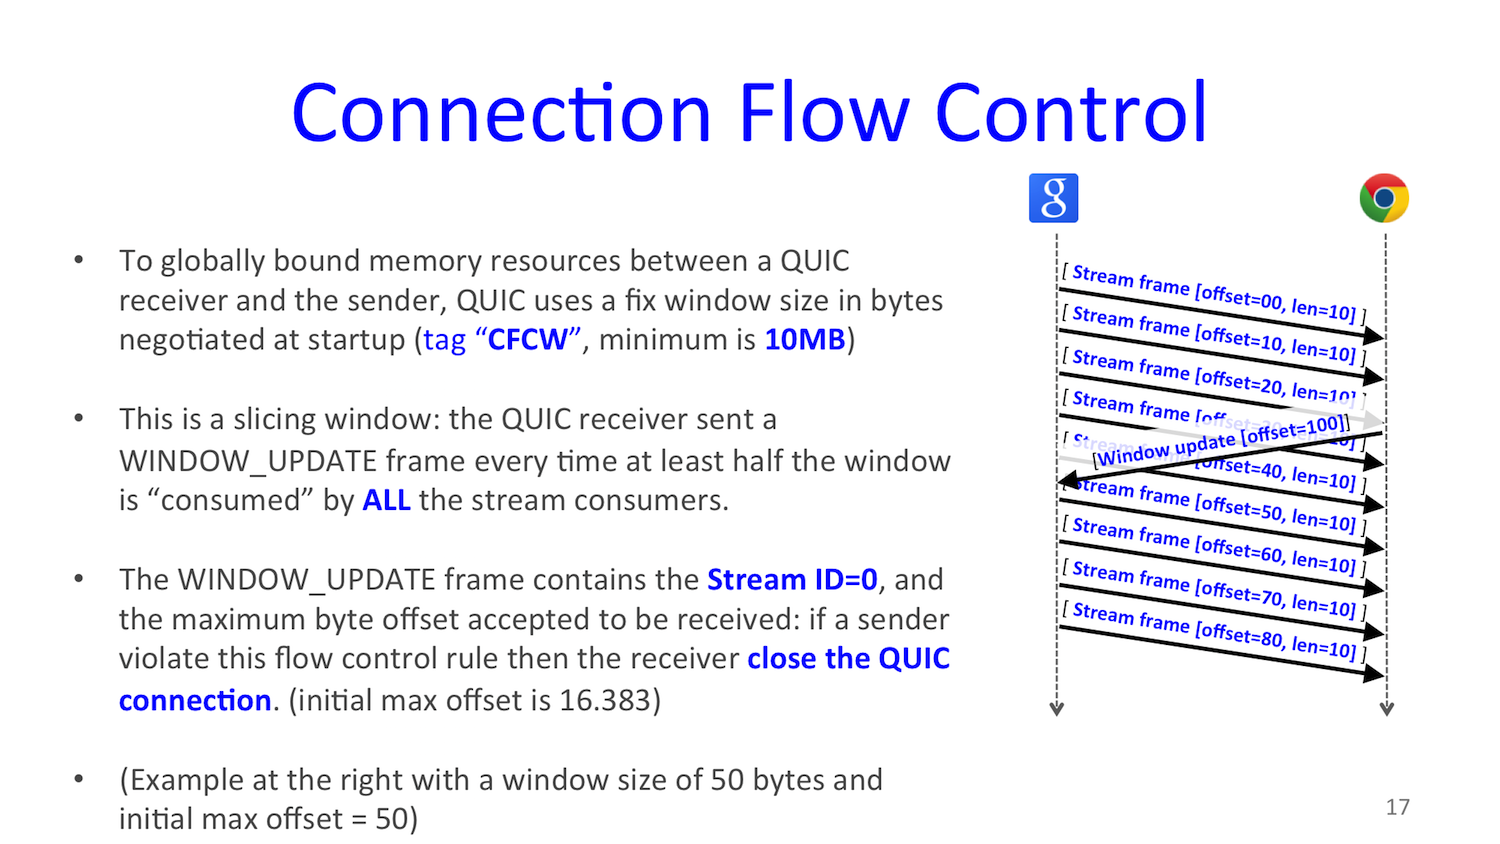 Connection Flow Control
• To globally bound memory resources between a QUIC
receiver and the sender, QUIC uses a fix window size in bytes
negotiated at startup (tag “CFCW”, minimum is 10MB)
• This is a slicing window: the QUIC receiver sent a
WINDOW_UPDATE frame every time at least half the window
is “consumed” by ALL the stream consumers.
• The WINDOW_UPDATE frame contains the Stream ID=0, and
the maximum byte offset accepted to be received: if a sender
violate this flow control rule then the receiver close the QUIC
connection. (initial max offset is 16.383)
• (Example at the right with a window size of 50 bytes and
initial max offset = 50)
g
[ Stream frame [offset=00, len=10] ]
[ Stream frame [offset=10, len=10] ]
[ Stream frame [offset=20, len=10] ]
[ Stream frame
[Window update [offset=100]]
[ Stream frame [offset=40, len=10] ]
[ Stream frame [offset=50, len=10] ]
[ Stream frame [offset=60, len=10] ]
[ Stream frame [offset=70, len=10] ]
[ Stream frame [offset=80, len=10] ]
17